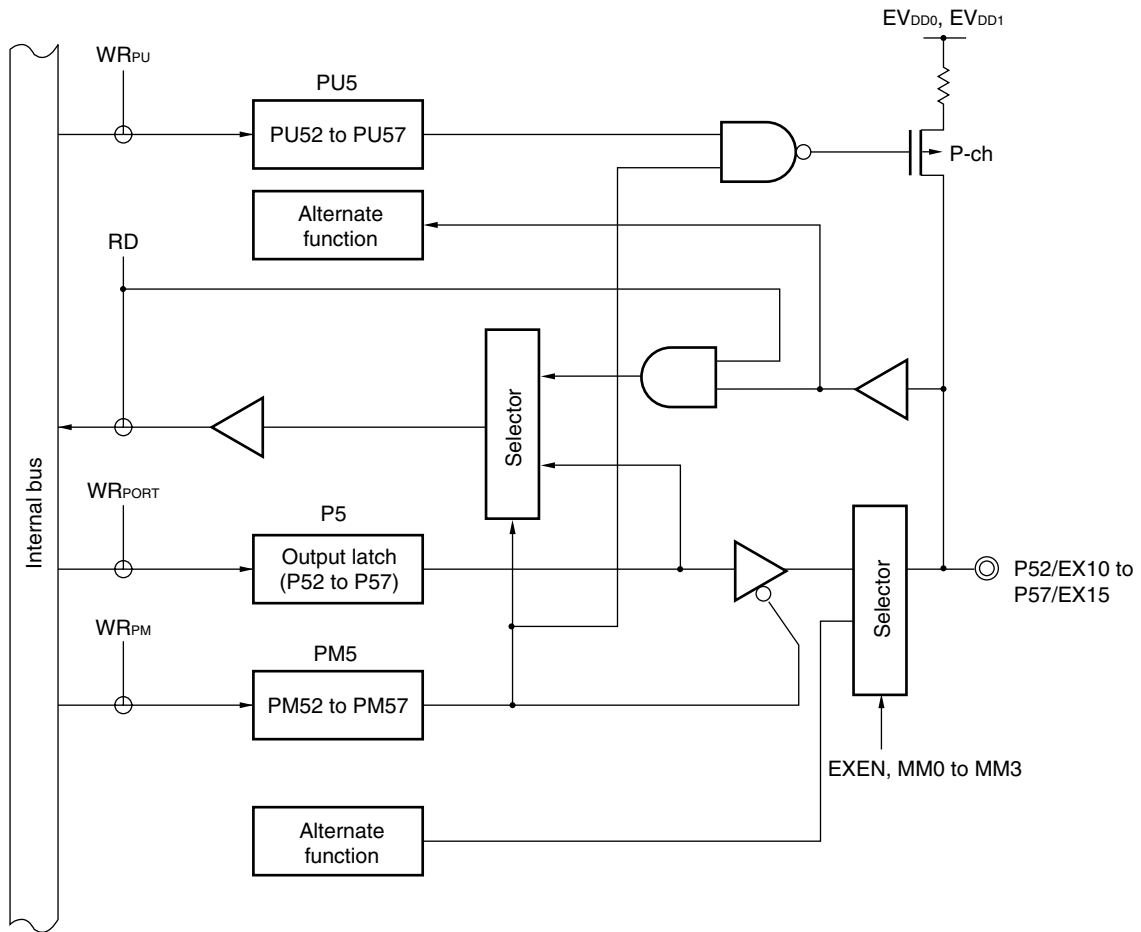 EVDD0, EVDD1
WRPU
PU5
PU52 to PU57
P-ch
Alternate
function
RD
Selector
Internal bus
WRPORT
P5
Output latch
(P52 to P57)
Selector
P52/EX10 to
P57/EX15
WRPM
PM5
PM52 to PM57
EXEN, MM0 to MM3
Alternate
function